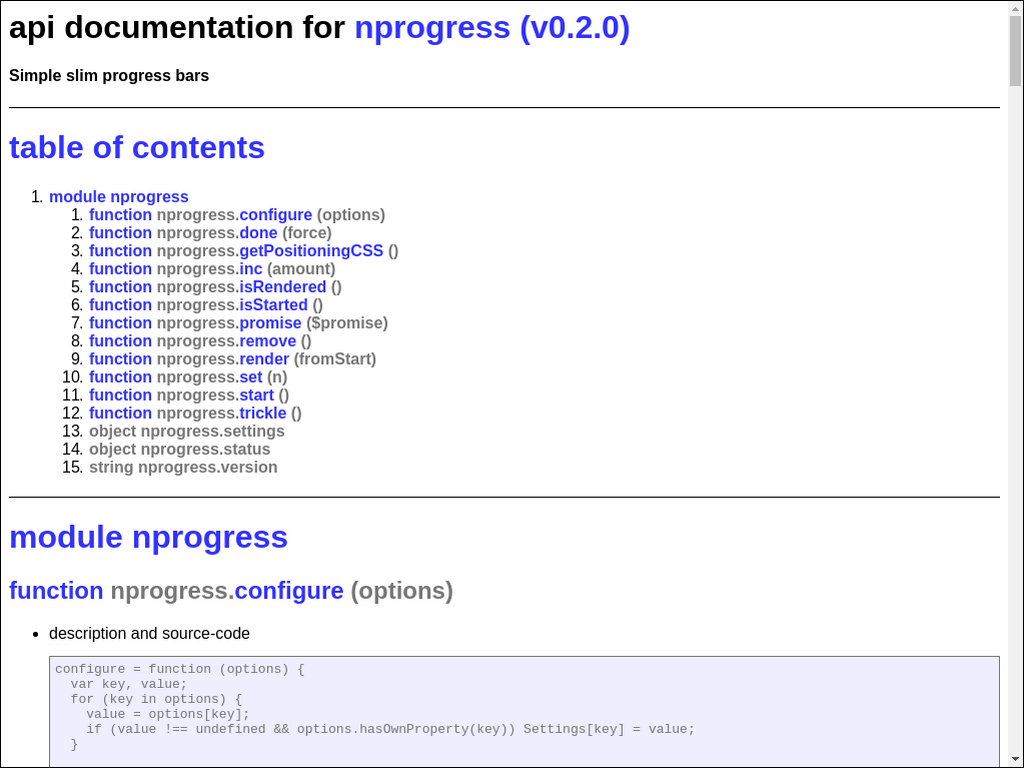 api documentation for nprogress (v0.2.0)
Simple slim progress bars
table of contents
1. module nprogress
1. function nprogress.configure (options)
2. function nprogress.done (force)
3. function nprogress.getPositioningCSS ()
4. function nprogress.inc (amount)
5. function nprogress.isRendered ()
6. function nprogress.isStarted ()
7. function nprogress.promise ($promise)
8. function nprogress.remove ()
9. function nprogress.render (fromStart)
10. function nprogress.set (n)
11. function nprogress.start ()
12. function nprogress.trickle ()
13. object nprogress.settings
14. object nprogress.status
15. string nprogress.version
module nprogress
function nprogress.configure (options)
• description and source-code
configure = function (options) {
  var key, value;
  for (key in options) {
    value = options[key];
    if (value !== undefined && options.hasOwnProperty(key)) Settings[key] = value;
  }